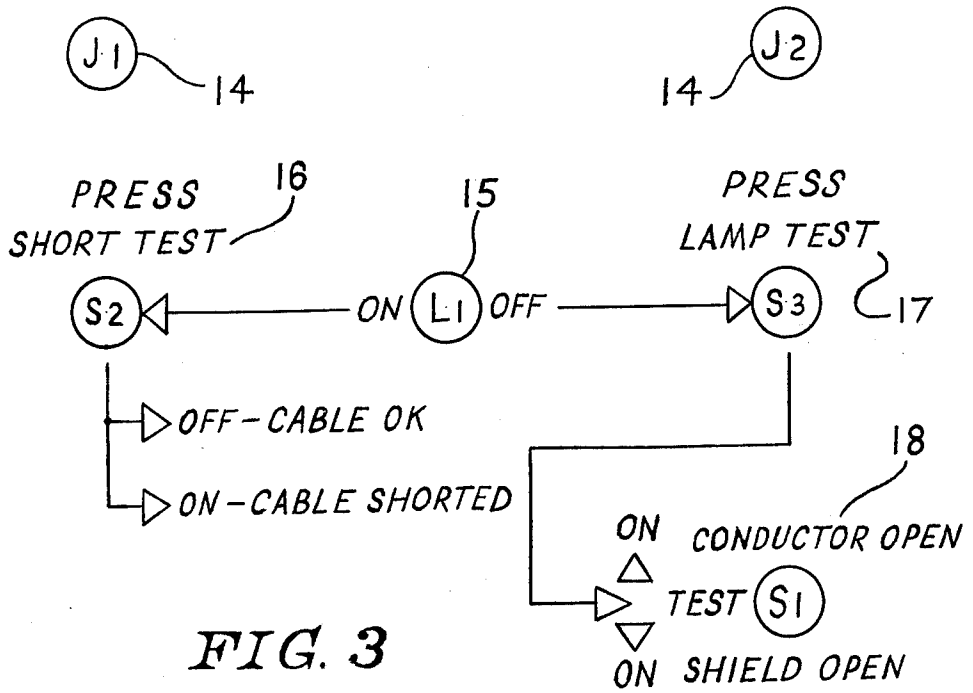 J1
14
J2
14
PRESS
SHORT TEST
16
15
PRESS
LAMP TEST
17
S2
ON
L1
OFF
S3
OFF-CABLE OK
ON-CABLE SHORTED
18
ON
CONDUCTOR OPEN
TEST
S1
ON
SHIELD OPEN
FIG. 3